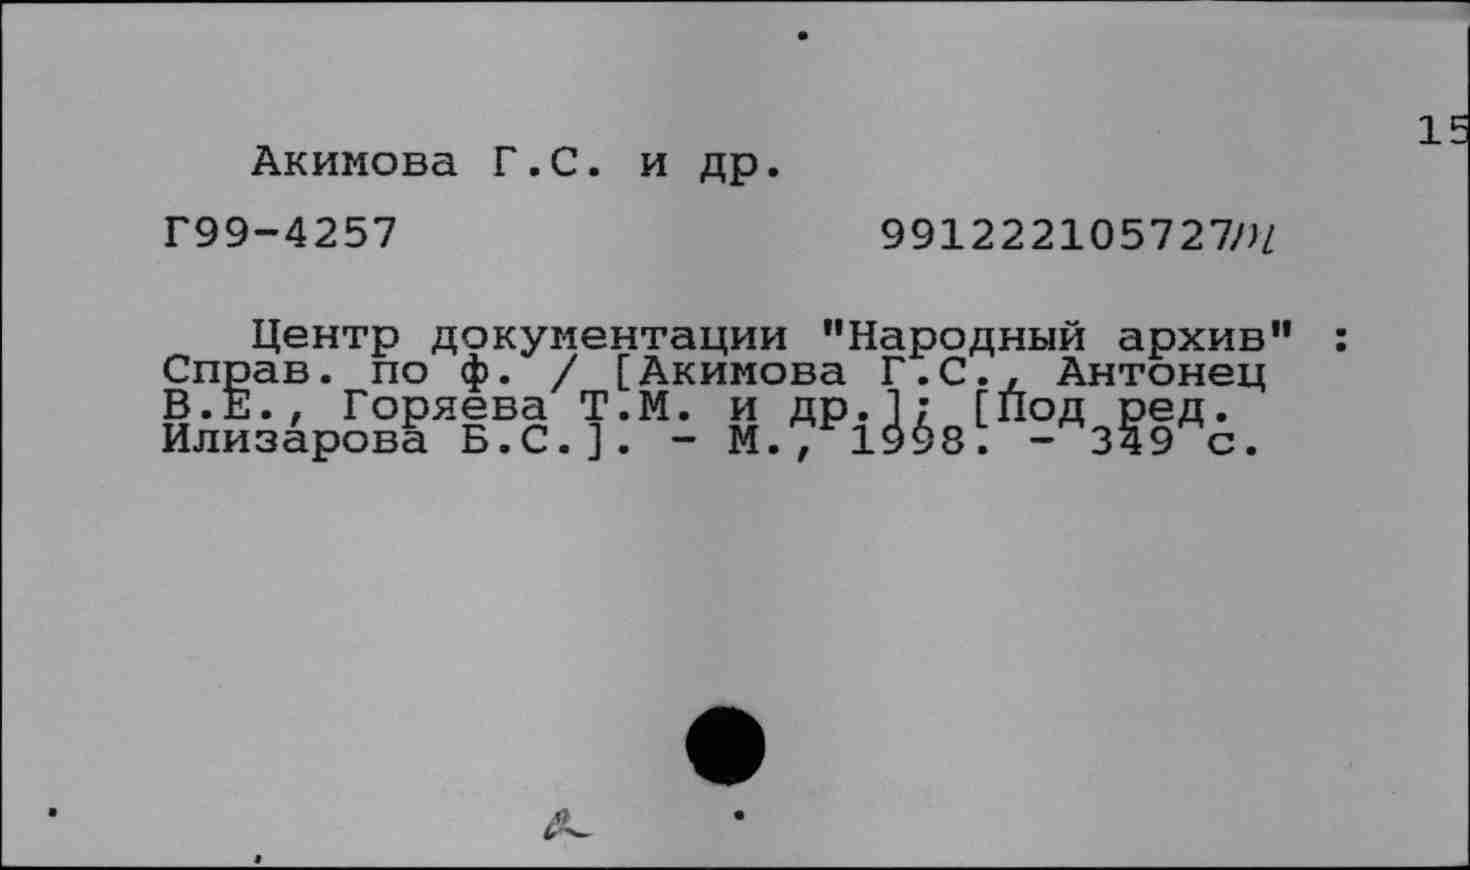 15
Акимова Г.С. и др.
Г99-4257 991222105727
Центр документации "Народный архив" :
Справ. по ф. / [Акимова Г.С., Антонец
В.Е., Горяева Т.М. и др.]; [Под ред.
Илизарова Б.С.]. - М., 1998. - 349 с.